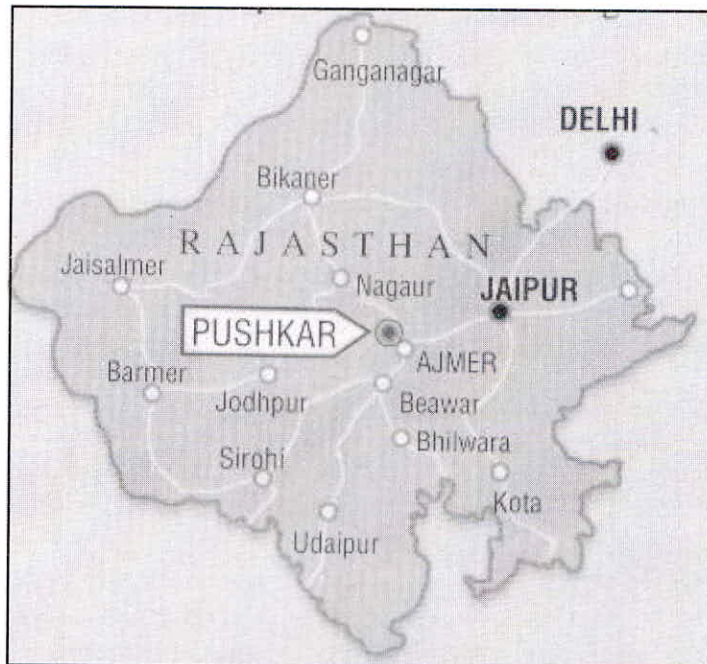 Ganganagar
DELHI
Bikaner
RAJASTHAN
Jaisalmer
Nagaur
JAIPUR
PUSHKAR
AJMER
Barmer
Jodhpur
Beawar
Bhilwara
Sirohi
Kota
Udaipur